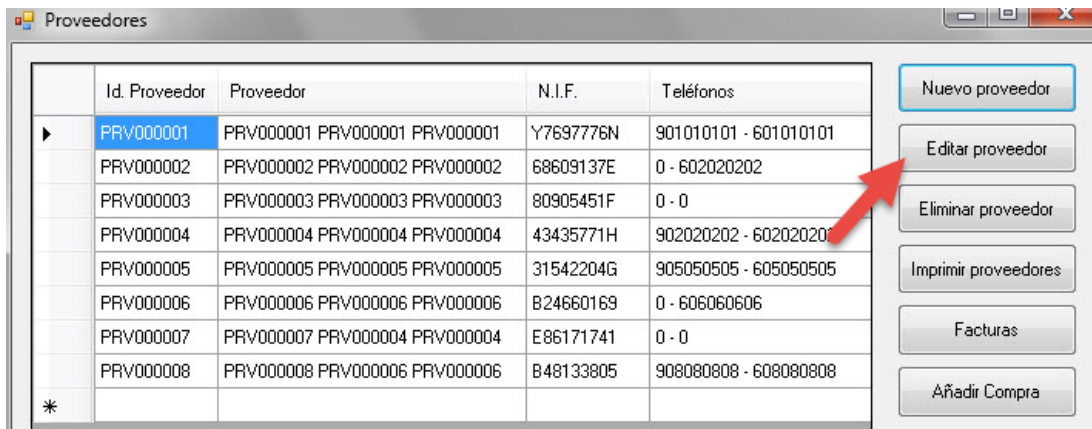 Proveedores
Id. Proveedor Proveedor N.I.F. Teléfonos
PRV000001 PRV000001 PRV000001 PRV000001 Y7697776N 901010101 - 601010101
PRV000002 PRV000002 PRV000002 PRV000002 68609137E 0 - 602020202
PRV000003 PRV000003 PRV000003 PRV000003 80905451F 0 - 0
PRV000004 PRV000004 PRV000004 PRV000004 43435771H 902020202 - 602020202
PRV000005 PRV000005 PRV000005 PRV000005 31542204G 905050505 - 605050505
PRV000006 PRV000006 PRV000006 PRV000006 B24660169 0 - 606060606
PRV000007 PRV000007 PRV000004 PRV000004 E86171741 0 - 0
PRV000008 PRV000008 PRV000006 PRV000006 B48133805 908080808 - 608080808
Nuevo proveedor
Editar proveedor
Eliminar proveedor
Imprimir proveedores
Facturas
Añadir Compra